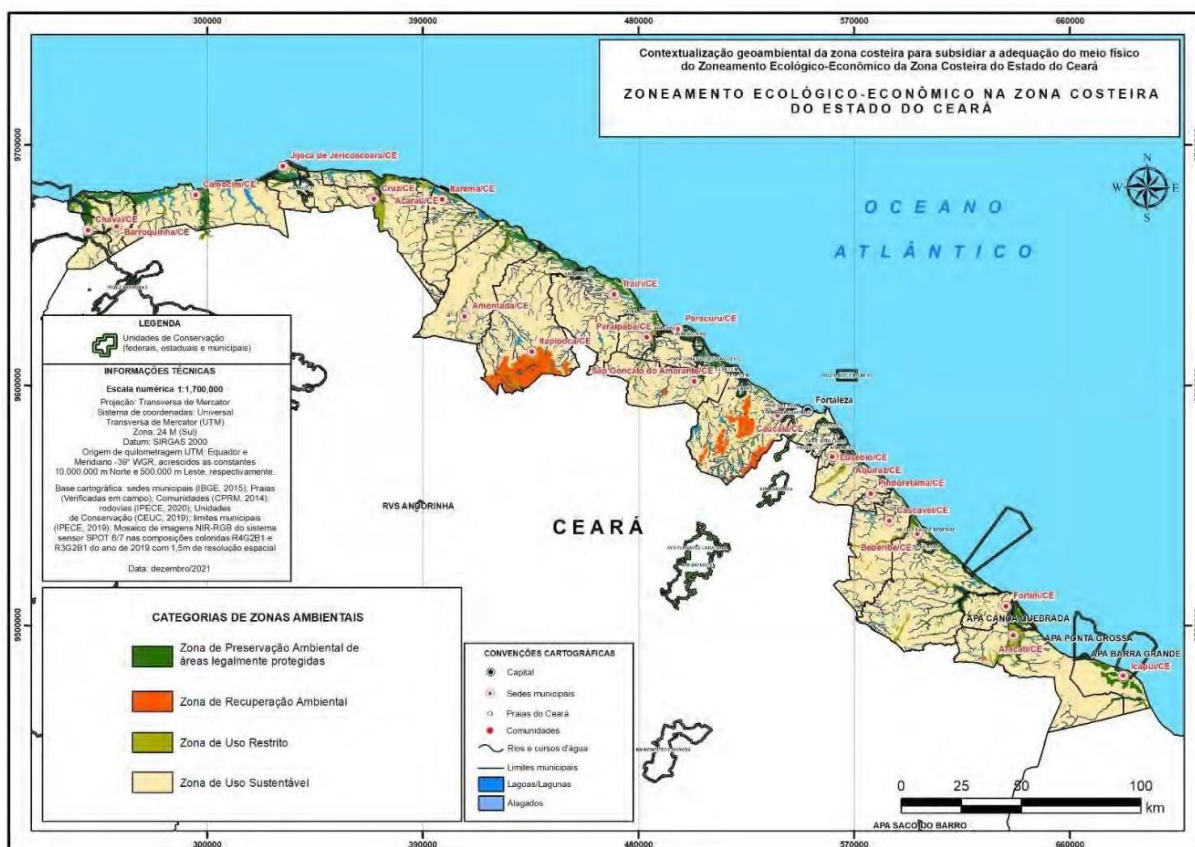 300000
390000
480000
570000
660000
Contextualização geoambiental da zona costeira para subsidiar a adequação do meio físico
do Zoneamento Ecológico-Econômico da Zona Costeira do Estado do Ceará
ZONEAMENTO ECOLÓGICO-ECONÔMICO NA ZONA COSTEIRA
DO ESTADO DO CEARÁ
9700000
Jijoca de Jericoacoara/CE
Camocim/CE
Cruz/CE
Itarema/CE
Acaraú/CE
Chaval/CE
Barroquinha/CE
N
W
E
S
OCEANO
ATLÂNTICO
Trairi/CE
Amontada/CE
Paracuru/CE
Paraipaba/CE
Itapipoca/CE
São Gonçalo do Amarante/CE
9600000
Fortaleza
Caucaia/CE
Eusébio/CE
Aquiraz/CE
Pindoretama/CE
Cascavel/CE
Beberibe/CE
RVS ANGORINHA
CEARÁ
Fortim/CE
APA CANOA QUEBRADA
APA PONTA GROSSA
Aracati/CE
APA BARRA GRANDE
Icapuí/CE
9500000
LEGENDA
Unidades de Conservação
(federais, estaduais e municipais)
INFORMAÇÕES TÉCNICAS
Escala numérica 1:1,700,000
Projeção: Transversa de Mercator
Sistema de coordenadas: Universal
Transversa de Mercator (UTM)
Zona: 24 M (Sul)
Datum: SIRGAS 2000
Origem de quilometragem UTM: Equador e
Meridiano -39° WGR, acrescidos as constantes
10.000.000 m Norte e 500.000 m Leste, respectivamente.
Base cartográfica: sedes municipais (IBGE, 2015); Praias
(Verificadas em campo); Comunidades (CPRM, 2014);
rodovias (IPECE, 2020); Unidades
de Conservação (CEUC, 2019); limites municipais
(IPECE, 2019); Mosaico de imagens NIR-RGB do sistema
sensor SPOT 6/7 nas composições coloridas R4G2B1 e
R3G2B1 do ano de 2019 com 1,5m de resolução espacial
Data: dezembro/2021
CATEGORIAS DE ZONAS AMBIENTAIS
Zona de Preservação Ambiental de
áreas legalmente protegidas
Zona de Recuperação Ambiental
Zona de Uso Restrito
Zona de Uso Sustentável
CONVENÇÕES CARTOGRÁFICAS
Capital
Sedes municipais
Praias do Ceará
Comunidades
Rios e cursos d'água
Limites municipais
Lagoas/Lagunas
Alagados
0 25 50 100
km
APA SACO DO BARRO
300000
390000
480000
570000
660000